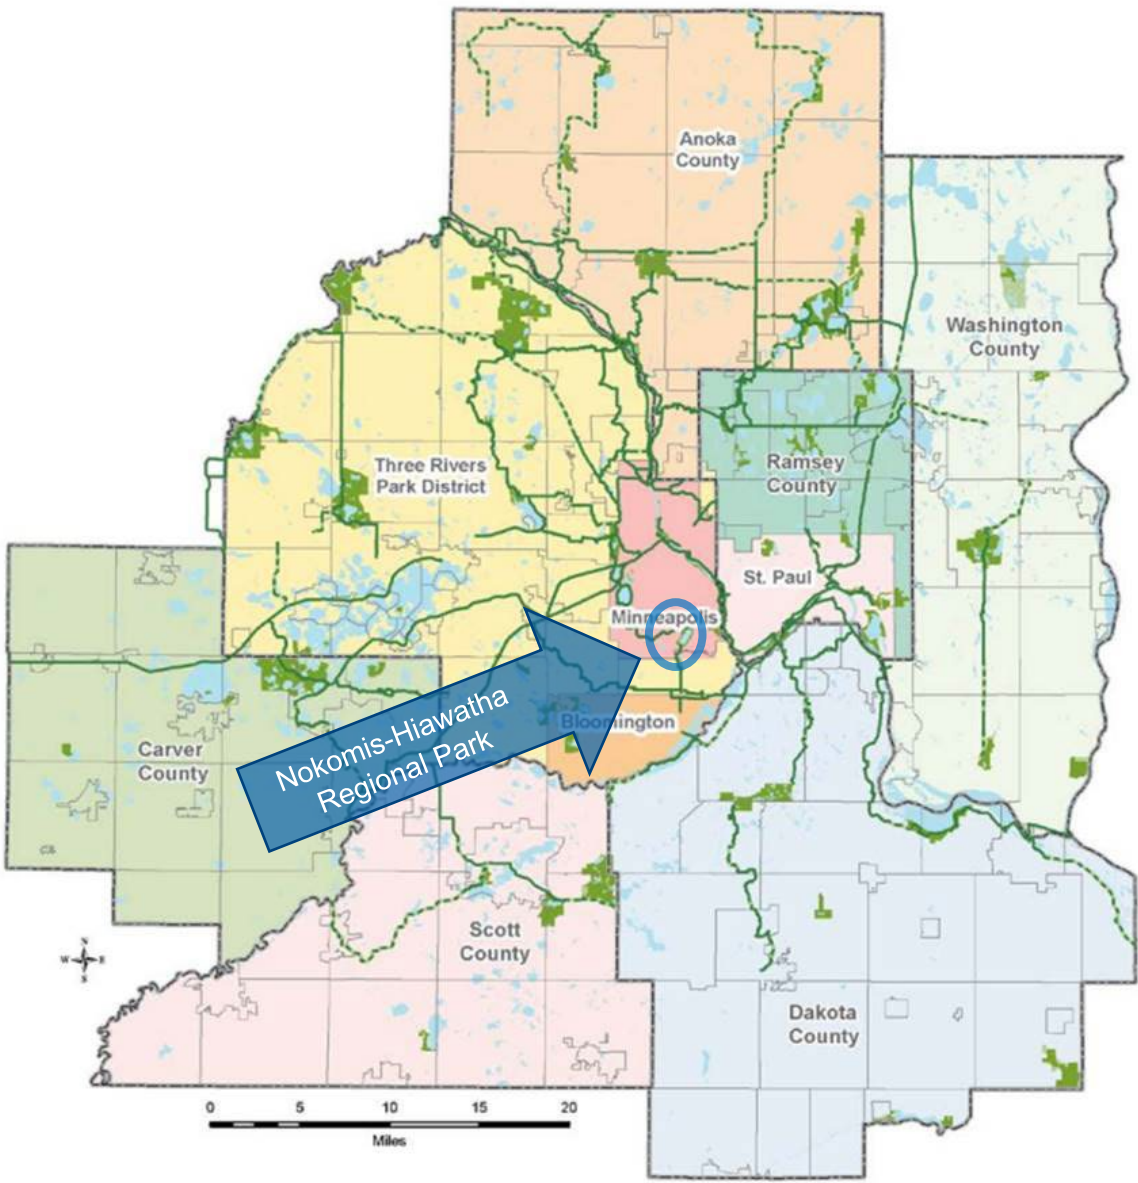 Anoka
County
Washington
County
Three Rivers
Park District
Ramsey
County
St. Paul
Minneapolis
Nokomis-Hiawatha
Regional Park
Bloomington
Carver
County
Scott
County
N
W E
S
Dakota
County
0 5 10 15 20
Miles